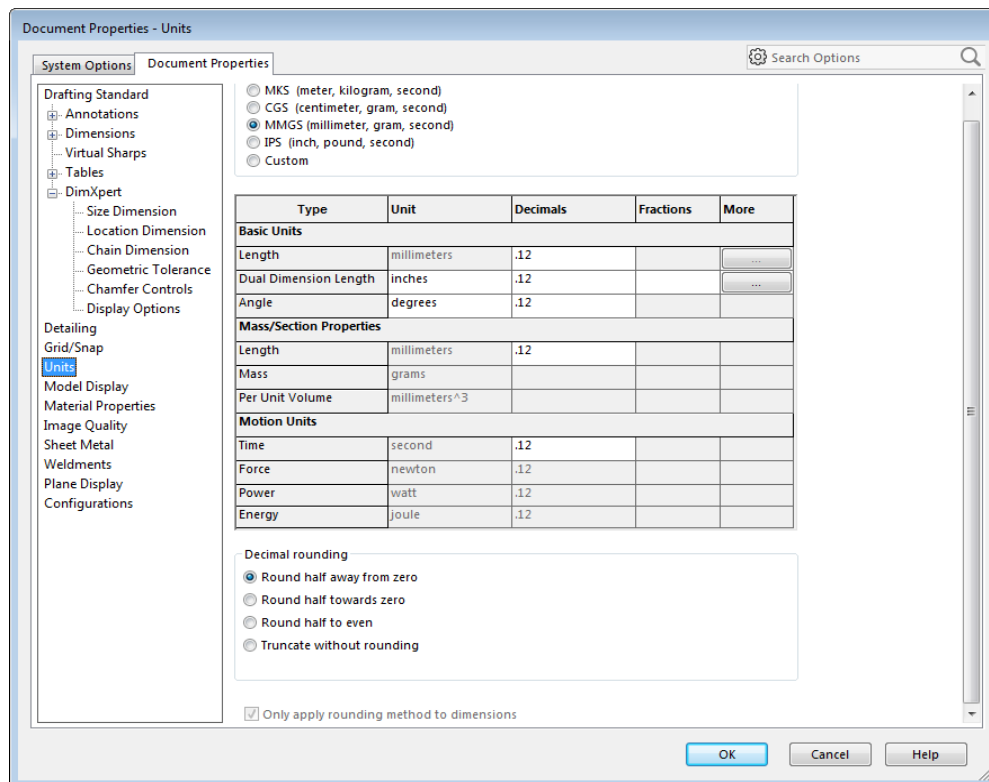 Document Properties - Units
System Options
Document Properties
Search Options
Drafting Standard
Annotations
Dimensions
Virtual Sharps
Tables
DimXpert
Size Dimension
Location Dimension
Chain Dimension
Geometric Tolerance
Chamfer Controls
Display Options
Detailing
Grid/Snap
Units
Model Display
Material Properties
Image Quality
Sheet Metal
Weldments
Plane Display
Configurations
MKS (meter, kilogram, second)
CGS (centimeter, gram, second)
MMGS (millimeter, gram, second)
IPS (inch, pound, second)
Custom
Type Unit Decimals Fractions More
Basic Units
Length millimeters .12 ...
Dual Dimension Length inches .12 ...
Angle degrees .12
Mass/Section Properties
Length millimeters .12
Mass grams
Per Unit Volume millimeters^3
Motion Units
Time second .12
Force newton .12
Power watt .12
Energy joule .12
Decimal rounding
Round half away from zero
Round half towards zero
Round half to even
Truncate without rounding
Only apply rounding method to dimensions
OK Cancel Help